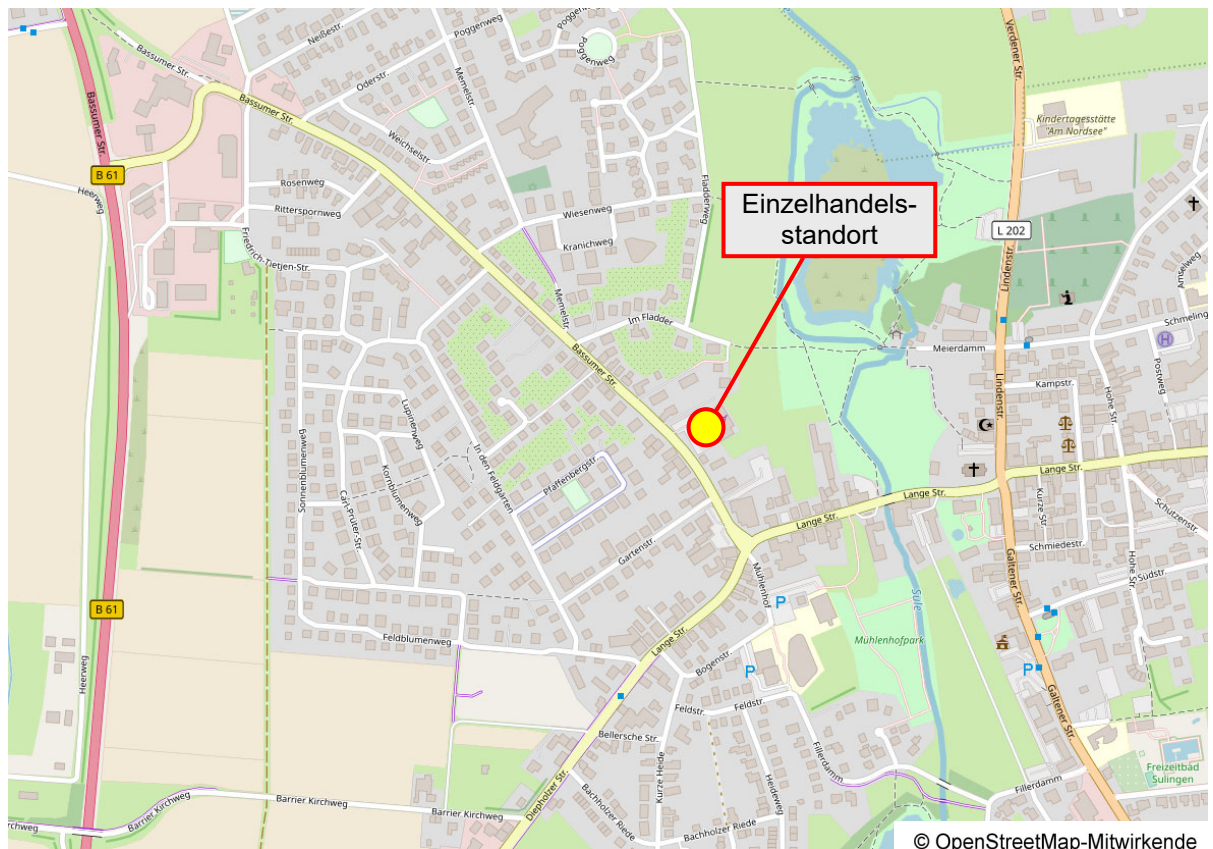 Bassumer Str.
Neißestr.
Poggenweg
Poggenweg
Verdener Str.
Bassumer Str.
Oderstr.
Memelstr.
Bassumer Str.
Weichselstr.
Kindertagesstätte
"Am Nordsee"
B 61
Heerweg
Rosenweg
Ritterspornweg
Wiesenweg
Fladderweg
Kranichweg
Einzelhandels-
standort
L 202
Lindenstr.
Amselweg
Friedrich-Tietjen-Str.
Memelstr.
Im Fladder
Schmeling
H
Meierdamm
Lindenstr.
Postweg
Hohe Str.
Bassumer Str.
Kampstr.
Lupinenweg
Sonnenblumenweg
Kornblumenweg
Carl-Prüter-Str.
In den Feldgärten
Pfaffenbergstr.
Lange Str.
Lange Str.
Lange Str.
Kurze Str.
Schützenstr.
Gartenstr.
Schmiedestr.
Hohe Str.
Südstr.
Mühlenhof
P
Sule
Galtener Str.
B 61
Feldblumenweg
Lange Str.
Bogenstr.
Mühlenhofpark
P
P
Heerweg
Feldstr.
Feldstr.
Galtener Str.
Bellersche Str.
Fillerdamm
Kurze Heide
Heideweg
Freizeitbad
Sulingen
Diepholzer Str.
Fillerdamm
Barrier Kirchweg
Barrier Kirchweg
Bachholzer Riede
Bachholzer Riede
Kirchweg
© OpenStreetMap-Mitwirkende